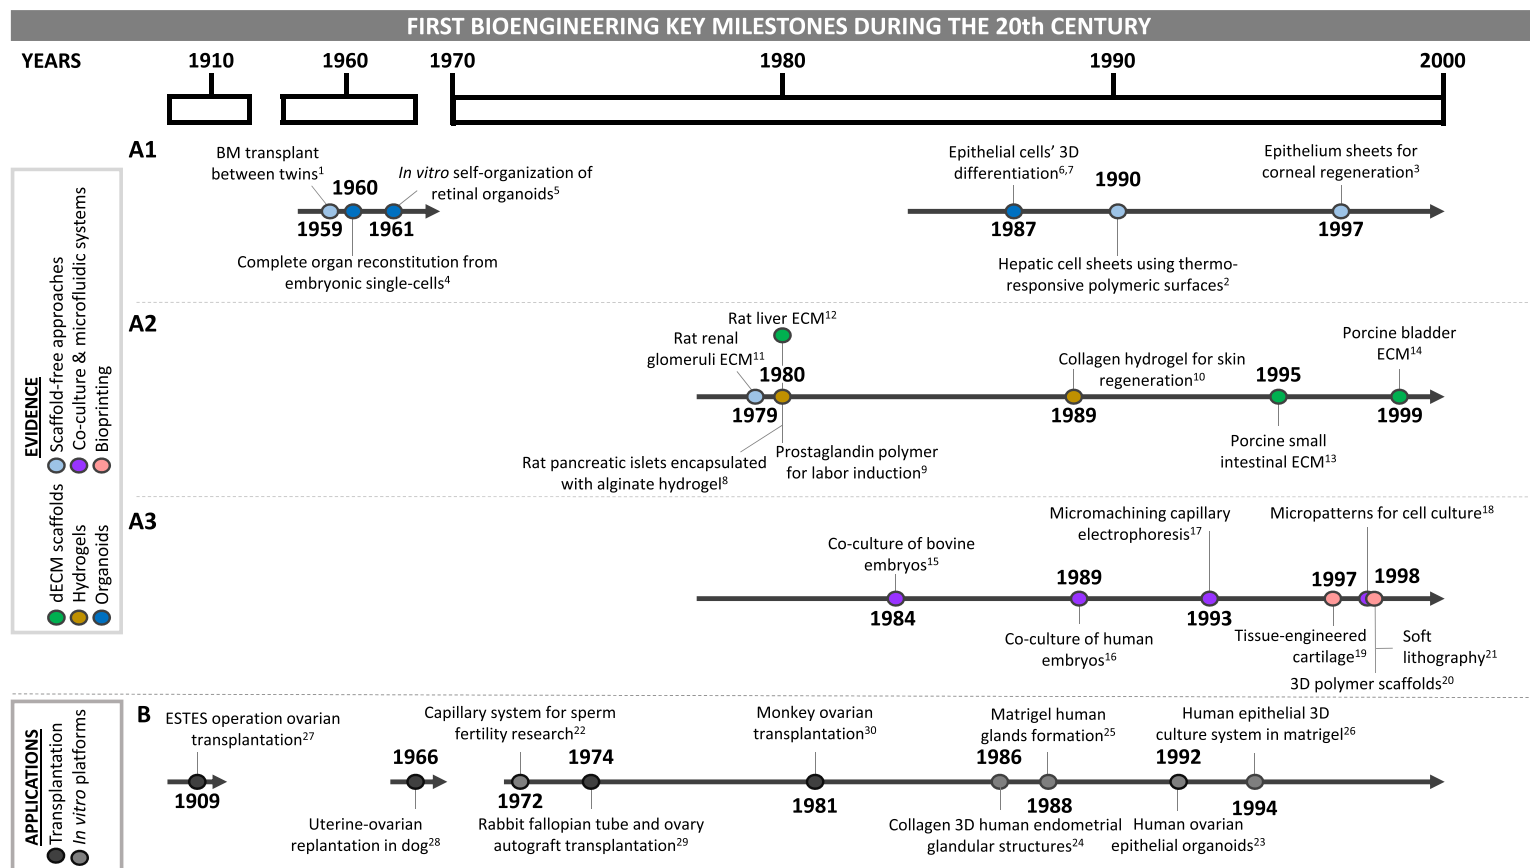 FIRST BIOENGINEERING KEY MILESTONES DURING THE 20th CENTURY
YEARS
1910
1960
1970
1980
1990
2000
A1
BM transplant
between twins1
1960
In vitro self-organization of
retinal organoids5
1959
1961
Complete organ reconstitution from
embryonic single-cells4
Epithelial cells’ 3D
differentiation6,7
1987
1990
Hepatic cell sheets using thermo-
responsive polymeric surfaces2
Epithelium sheets for
corneal regeneration3
1997
A2
Rat liver ECM12
Rat renal
glomeruli ECM11
1980
1979
Rat pancreatic islets encapsulated
with alginate hydrogel8
Prostaglandin polymer
for labor induction9
Collagen hydrogel for skin
regeneration10
1989
1995
Porcine small
intestinal ECM13
Porcine bladder
ECM14
1999
A3
Co-culture of bovine
embryos15
1984
1989
Co-culture of human
embryos16
Micromachining capillary
electrophoresis17
1993
Micropatterns for cell culture18
1997
1998
Tissue-engineered
cartilage19
Soft
lithography21
3D polymer scaffolds20
EVIDENCE
Scaffold-free approaches
Co-culture & microfluidic systems
Bioprinting
dECM scaffolds
Hydrogels
Organoids
B
ESTES operation ovarian
transplantation27
1909
1966
Uterine-ovarian
replantation in dog28
Capillary system for sperm
fertility research22
1972
1974
Rabbit fallopian tube and ovary
autograft transplantation29
Monkey ovarian
transplantation30
1981
Matrigel human
glands formation25
1986
1988
Collagen 3D human endometrial
glandular structures24
Human epithelial 3D
culture system in matrigel26
1992
1994
Human ovarian
epithelial organoids23
APPLICATIONS
Transplantation
In vitro platforms